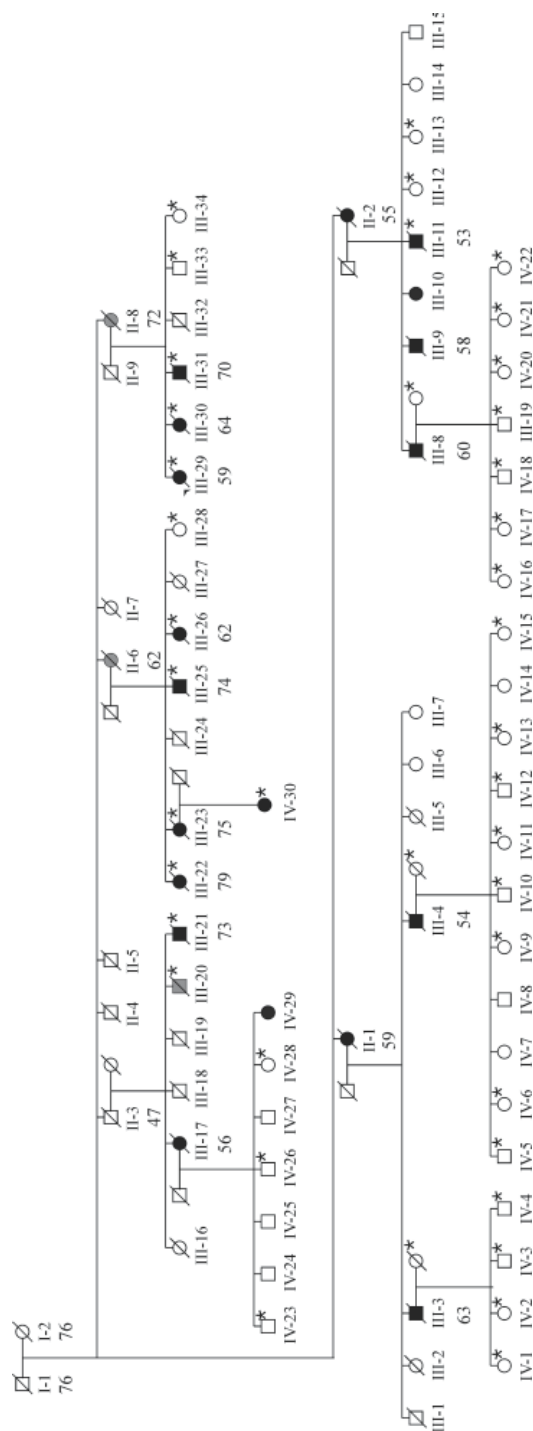 I-1 I-2
76 76
II-3 II-4 II-5 II-6 II-7 II-9 II-8
47 62 72
* * * * * * * * * * * *
III-16 III-17 III-18 III-19 III-20 III-21 III-22 III-23 III-24 III-25 III-26 III-27 III-28 III-29 III-30 III-31 III-32 III-33 III-34
56 73 79 75 74 62 59 64 70
* * * *
IV-23 IV-24 IV-25 IV-26 IV-27 IV-28 IV-29 IV-30
II-1 II-2
59 55
* * * * * *
III-1 III-2 III-3 III-4 III-5 III-6 III-7 III-8 III-9 III-10 III-11 III-12 III-13 III-14 III-15
63 54 60 58 53
* * * * * * * * * * * * * * * * * *
IV-1 IV-2 IV-3 IV-4 IV-5 IV-6 IV-7 IV-8 IV-9 IV-10 IV-11 IV-12 IV-13 IV-14 IV-15 IV-16 IV-17 IV-18 III-19 IV-20 IV-21 IV-22